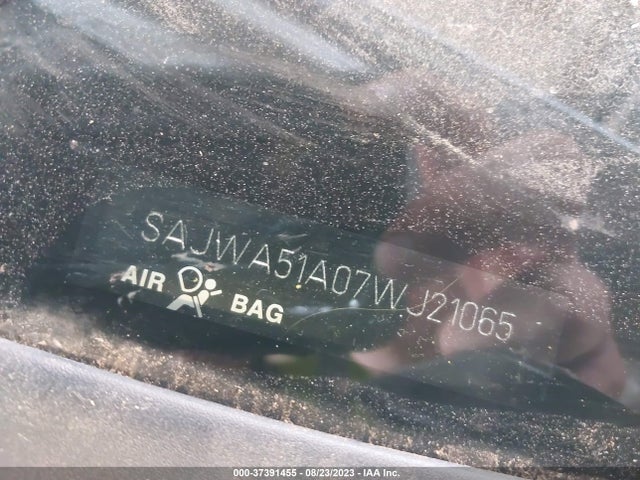 SAJWA51A07WJ21065
AIR BAG
000-37391455 - 08/23/2023 - IAA Inc.